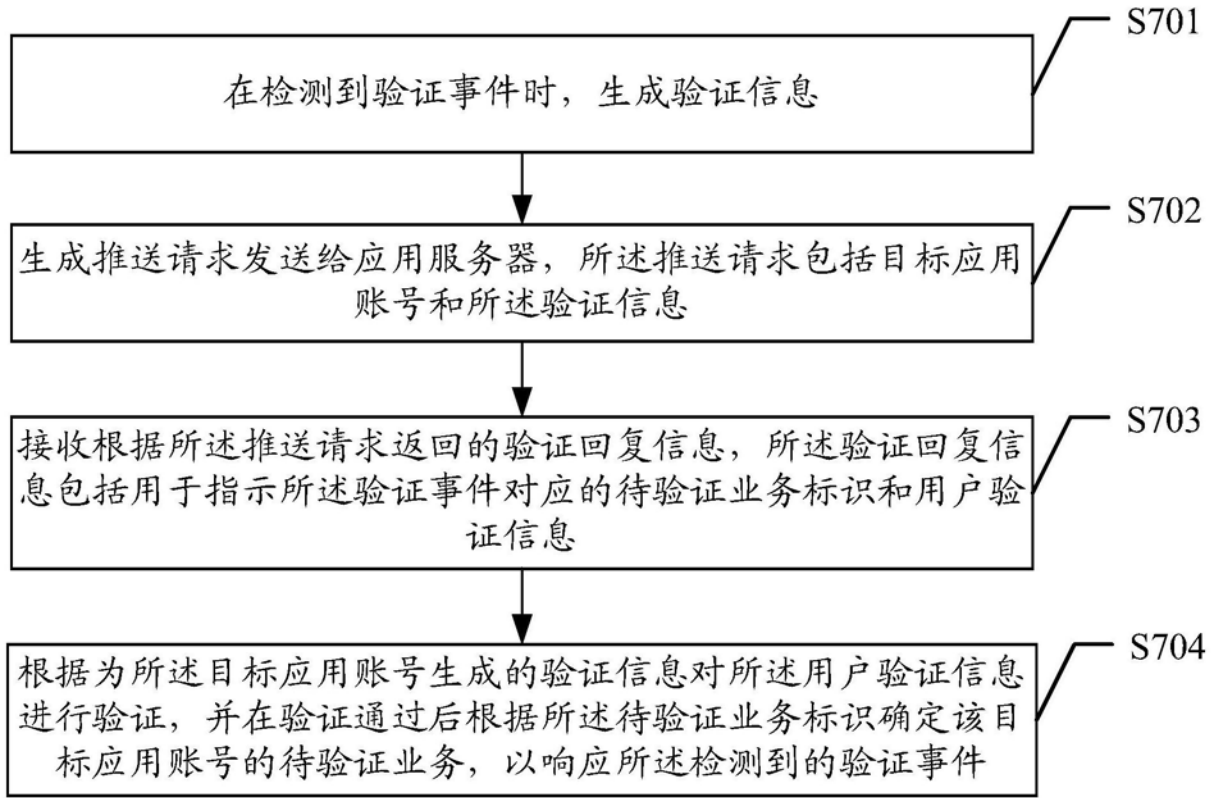 S701
在检测到验证事件时，生成验证信息
S702
生成推送请求发送给应用服务器，所述推送请求包括目标应用
账号和所述验证信息
S703
接收根据所述推送请求返回的验证回复信息，所述验证回复信
息包括用于指示所述验证事件对应的待验证业务标识和用户验
证信息
S704
根据为所述目标应用账号生成的验证信息对所述用户验证信息
进行验证，并在验证通过后根据所述待验证业务标识确定该目
标应用账号的待验证业务，以响应所述检测到的验证事件